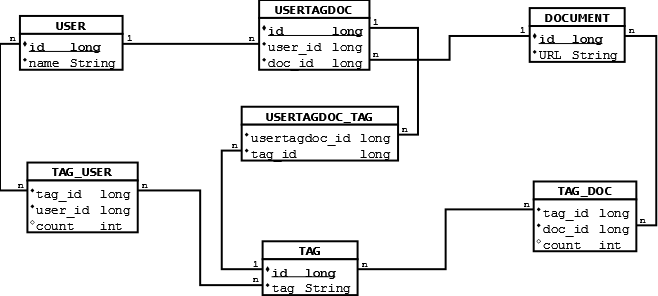 USER
id long
name String
n
1
n
USERTAGDOC
id long
user_id long
doc_id long
1
n
1
DOCUMENT
id long
URL String
n
USERTAGDOC_TAG
usertagdoc_id long
tag_id long
n
n
TAG_USER
tag_id long
user_id long
count int
n
n
TAG
id long
tag String
1
n
n
TAG_DOC
tag_id long
doc_id long
count int
n
n